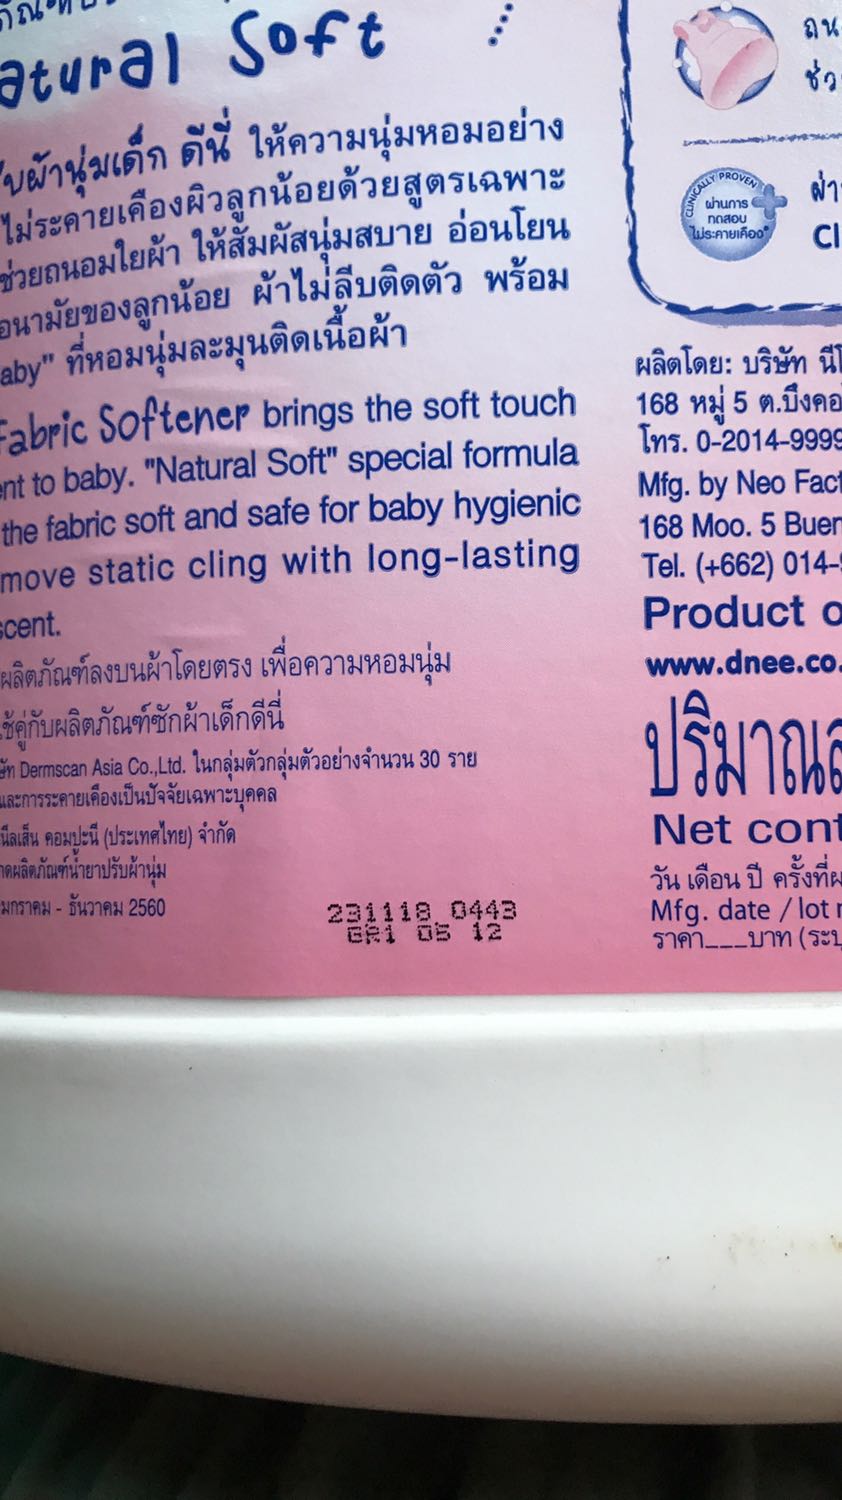 atural Soft
บผ้านุ่มเด็ก ดีนี่ ให้ความนุ่มหอมอย่าง
ไม่ระคายเคืองผิวลูกน้อยด้วยสูตรเฉพาะ
ช่วยถนอมใยผ้า ให้สัมผัสนุ่มสบาย อ่อนโยน
อนามัยของลูกน้อย ผ้าไม่ลีบติดตัว พร้อม
aby" ที่หอมนุ่มละมุนติดเนื้อผ้า
Fabric Softener brings the soft touch
ent to baby. "Natural Soft" special formula
the fabric soft and safe for baby hygienic
move static cling with long-lasting
scent.
ผลิตภัณฑ์ลงบนผ้าโดยตรง เพื่อความหอมนุ่ม
ใช้คู่กับผลิตภัณฑ์ซักผ้าเด็กดีนี่
ษัท Dermscan Asia Co.,Ltd. ในกลุ่มตัวกลุ่มตัวอย่างจำนวน 30 ราย
และการระคายเคืองเป็นปัจจัยเฉพาะบุคคล
นีลเส็น คอมปะนี (ประเทศไทย) จำกัด
าดผลิตภัณฑ์น้ำยาปรับผ้านุ่ม
มกราคม - ธันวาคม 2560
231118 0443
GR1 05 12
ถน
ช่ว
CLINICALLY PROVEN
ผ่านการ
ทดสอบ
ไม่ระคายเคือง*
ผ่า
Cl
ผลิตโดย: บริษัท นีโ
168 หมู่ 5 ต.บึงคอ
โทร. 0-2014-9999
Mfg. by Neo Fact
168 Moo. 5 Buen
Tel. (+662) 014-9
Product o
www.dnee.co.
ปริมาณส
Net cont
วัน เดือน ปี ครั้งที่ผ
Mfg. date / lot n
ราคา___บาท (ระบุ